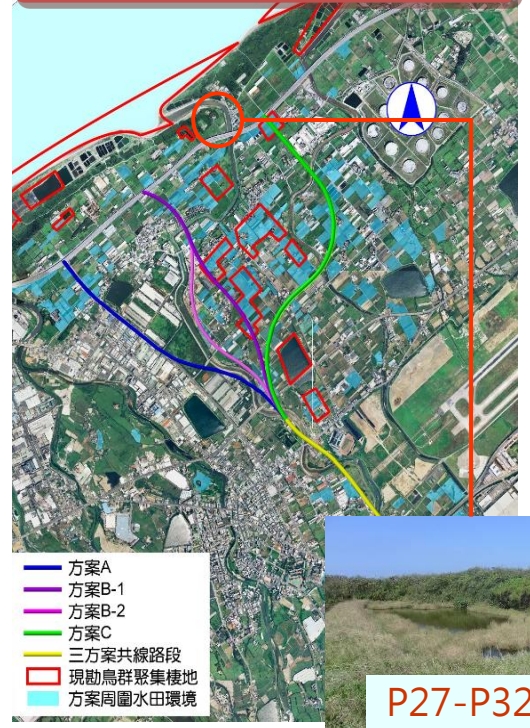 方案A
方案B-1
方案B-2
方案C
三方案共線路段
現勘鳥群聚集棲地
方案周圍水田環境
P27-P32